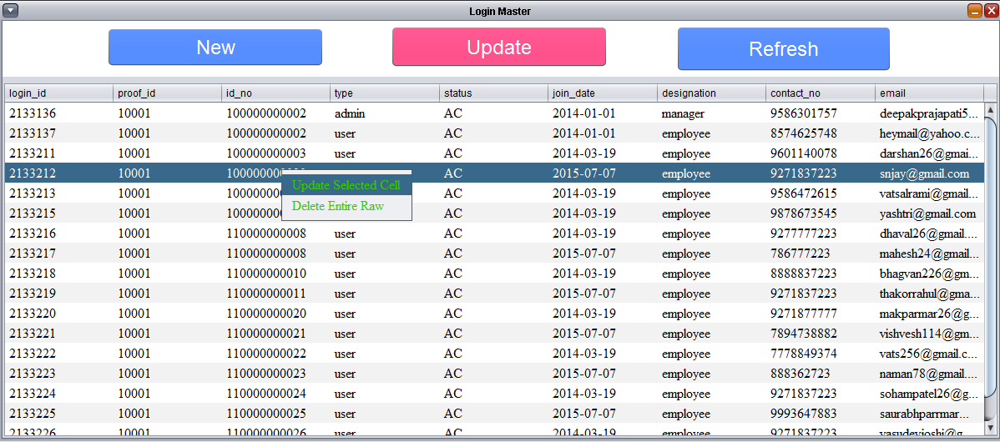 Login Master
New Update Refresh
login_id proof_id id_no type status join_date designation contact_no email
2133136 10001 100000000002 admin AC 2014-01-01 manager 9586301757 deepakprajapati5...
2133137 10001 100000000002 user AC 2014-01-01 employee 8574625748 heymail@yahoo.c...
2133211 10001 100000000003 user AC 2014-03-19 employee 9601140078 darshan26@gmai...
2133212 10001 AC 2015-07-07 employee 9271837223 snjay@gmail.com
Update Selected Cell
2133213 10001 AC 2014-03-19 employee 9586472615 vatsalrami@gmail...
Delete Entire Raw
2133215 10001 AC 2014-03-19 employee 9878673545 yashtri@gmail.com
2133216 10001 110000000008 user AC 2014-03-19 employee 9277777223 dhaval26@gmail....
2133217 10001 110000000008 user AC 2015-07-07 employee 786777223 mahesh24@gmail...
2133218 10001 110000000010 user AC 2014-03-19 employee 8888837223 bhagvan226@gm...
2133219 10001 110000000011 user AC 2015-07-07 employee 9271837223 thakorrahul@gma...
2133220 10001 110000000020 user AC 2014-03-19 employee 9271877777 makparmar26@g...
2133221 10001 110000000021 user AC 2015-07-07 employee 7894738882 vishvesh114@gm...
2133222 10001 110000000022 user AC 2014-03-19 employee 7778849374 vats256@gmail.c...
2133223 10001 110000000023 user AC 2015-07-07 employee 888362723 naman78@gmail....
2133224 10001 110000000024 user AC 2014-03-19 employee 9271837223 sohampatel26@g...
2133225 10001 110000000025 user AC 2015-07-07 employee 9993647883 saurabhparrmar...
2133226 10001 110000000026 user AC 2014-03-19 employee 9271837223 vasudevjoshi@g...